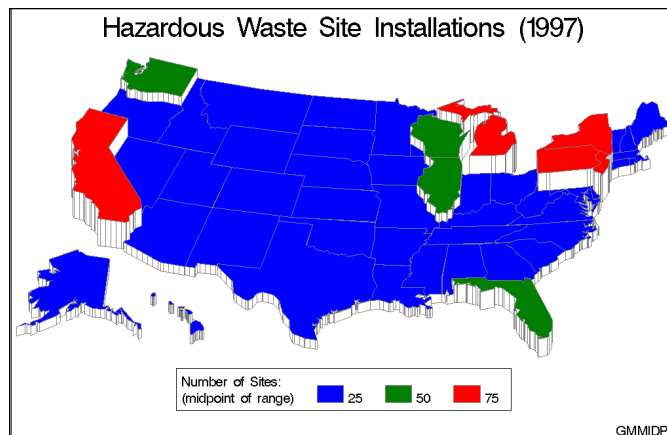 Hazardous Waste Site Installations (1997)
Number of Sites:
(midpoint of range) 25 50 75
GMMIDP